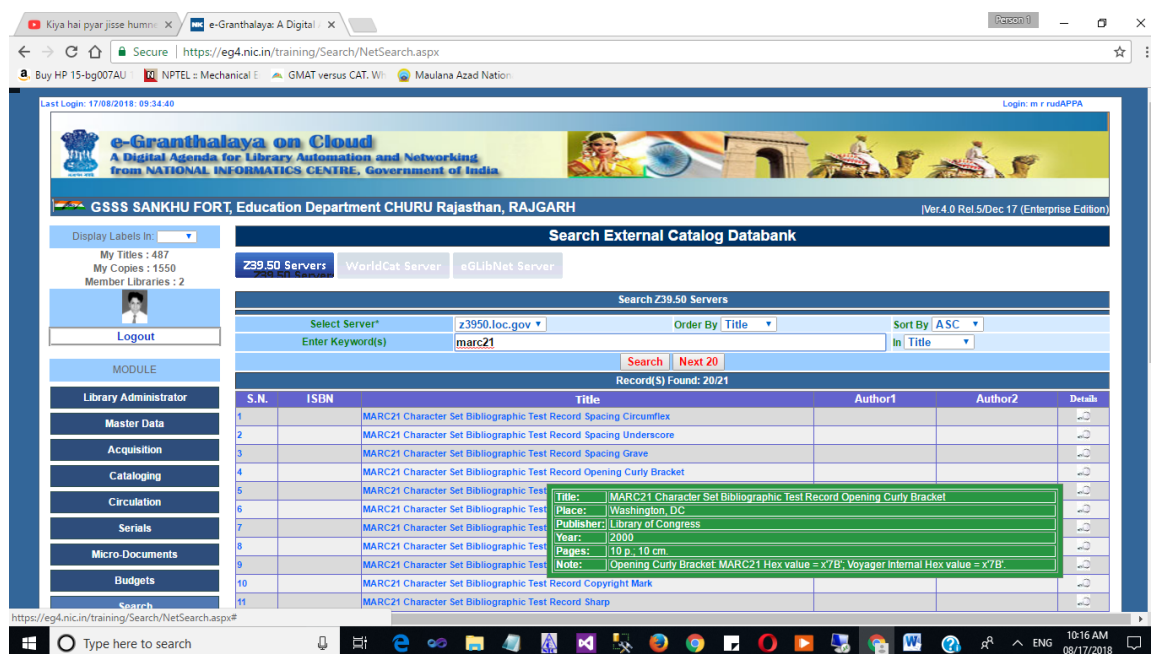 Kiya hai pyar jisse humne
e-Granthalaya: A Digital
Person 1
Secure | https://eg4.nic.in/training/Search/NetSearch.aspx
Buy HP 15-bg007AU
NPTEL :: Mechanical E
GMAT versus CAT. Wh
Maulana Azad Nation
Last Login: 17/08/2018: 09:34:40
Login: m r rudAPPA
e-Granthalaya on Cloud
A Digital Agenda for Library Automation and Networking
from NATIONAL INFORMATICS CENTRE, Government of India
GSSS SANKHU FORT, Education Department CHURU Rajasthan, RAJGARH
|Ver.4.0 Rel.5/Dec 17 (Enterprise Edition)
Display Labels In:
My Titles : 487
My Copies : 1550
Member Libraries : 2
Logout
MODULE
Library Administrator
Master Data
Acquisition
Cataloging
Circulation
Serials
Micro-Documents
Budgets
Search
Search External Catalog Databank
Z39.50 Servers WorldCat Server eGLibNet Server
Z39.50 Servers
Search Z39.50 Servers
Select Server* z3950.loc.gov Order By Title Sort By ASC
Enter Keyword(s) marc21 In Title
Search Next 20
Record(S) Found: 20/21
S.N. ISBN Title Author1 Author2 Details
1 MARC21 Character Set Bibliographic Test Record Spacing Circumflex
2 MARC21 Character Set Bibliographic Test Record Spacing Underscore
3 MARC21 Character Set Bibliographic Test Record Spacing Grave
4 MARC21 Character Set Bibliographic Test Record Opening Curly Bracket
5 MARC21 Character Set Bibliographic Test
6 MARC21 Character Set Bibliographic Test
7 MARC21 Character Set Bibliographic Test
8 MARC21 Character Set Bibliographic Test
9 MARC21 Character Set Bibliographic Test
10 MARC21 Character Set Bibliographic Test Record Copyright Mark
11 MARC21 Character Set Bibliographic Test Record Sharp
Title: MARC21 Character Set Bibliographic Test Record Opening Curly Bracket
Place: Washington, DC
Publisher: Library of Congress
Year: 2000
Pages: 10 p.; 10 cm.
Note: Opening Curly Bracket: MARC21 Hex value = x'7B'; Voyager Internal Hex value = x'7B'.
https://eg4.nic.in/training/Search/NetSearch.aspx#
Type here to search
ENG
10:16 AM
08/17/2018